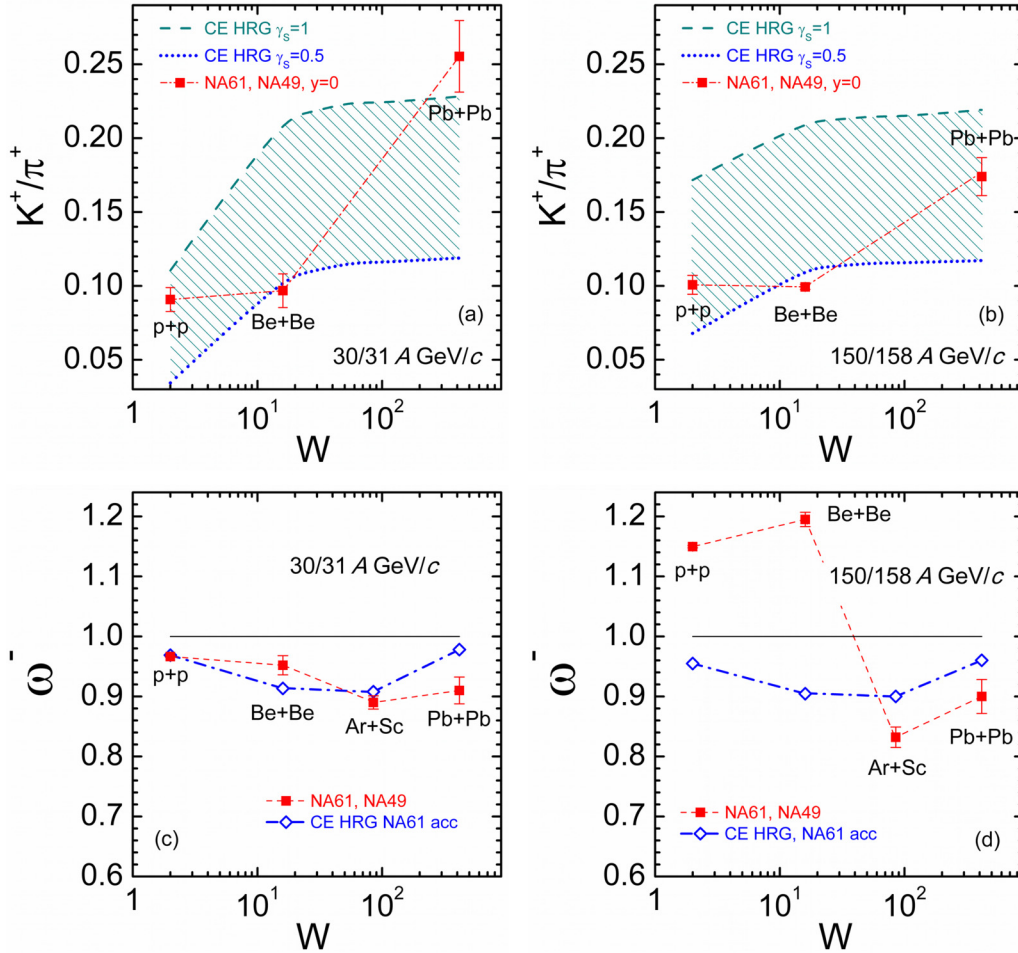 CE HRG γS=1
CE HRG γS=0.5
NA61, NA49, y=0
0.25
0.20
0.15
0.10
0.05
K+/π+
Pb+Pb
p+p
Be+Be
(a)
30/31 A GeV/c
1
10^1
10^2
W
CE HRG γS=1
CE HRG γS=0.5
NA61, NA49, y=0
0.25
0.20
0.15
0.10
0.05
K+/π+
Pb+Pb
p+p
Be+Be
(b)
150/158 A GeV/c
1
10^1
10^2
W
1.2
1.1
1.0
0.9
0.8
0.7
0.6
ω-
30/31 A GeV/c
p+p
Be+Be
Ar+Sc
Pb+Pb
NA61, NA49
CE HRG NA61 acc
(c)
1
10^1
10^2
W
1.2
1.1
1.0
0.9
0.8
0.7
0.6
ω-
Be+Be
p+p
150/158 A GeV/c
Pb+Pb
Ar+Sc
NA61, NA49
CE HRG, NA61 acc
(d)
1
10^1
10^2
W